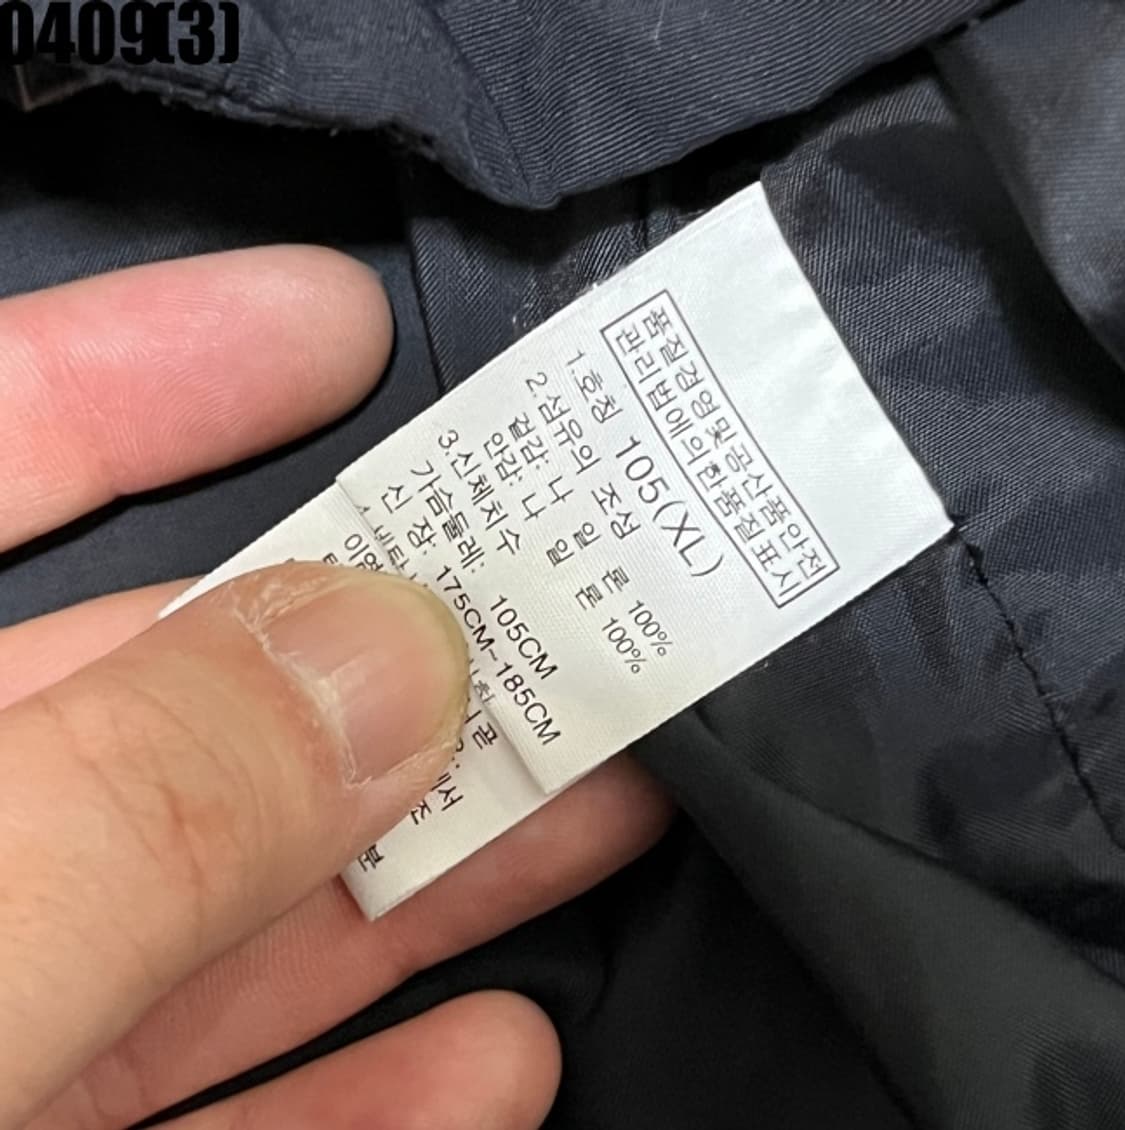 0409(3)
품질경영및공산품안전
관리법에의한품질표시
1.호칭 105(XL)
2.섬유의 조성
겉감: 나 일 론 100%
안감: 나 일 론 100%
3.신체치수
가슴둘레: 105CM
신 장: 175CM~185CM